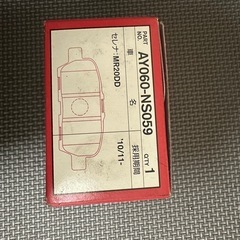 PART NO. AY060-NS059
QTY 1
車 名
採用期間
セレナ:MR20DD
'10/11-